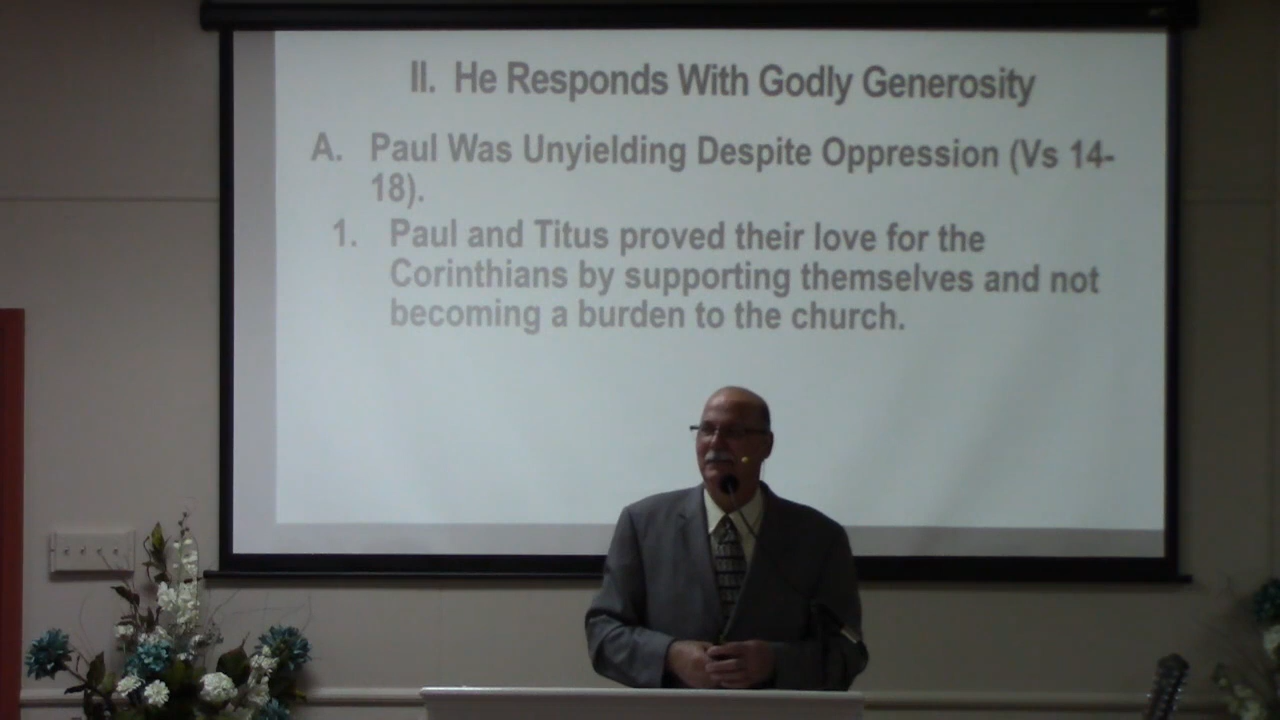 II. He Responds With Godly Generosity
A. Paul Was Unyielding Despite Oppression (Vs 14-
18).
1. Paul and Titus proved their love for the
Corinthians by supporting themselves and not
becoming a burden to the church.